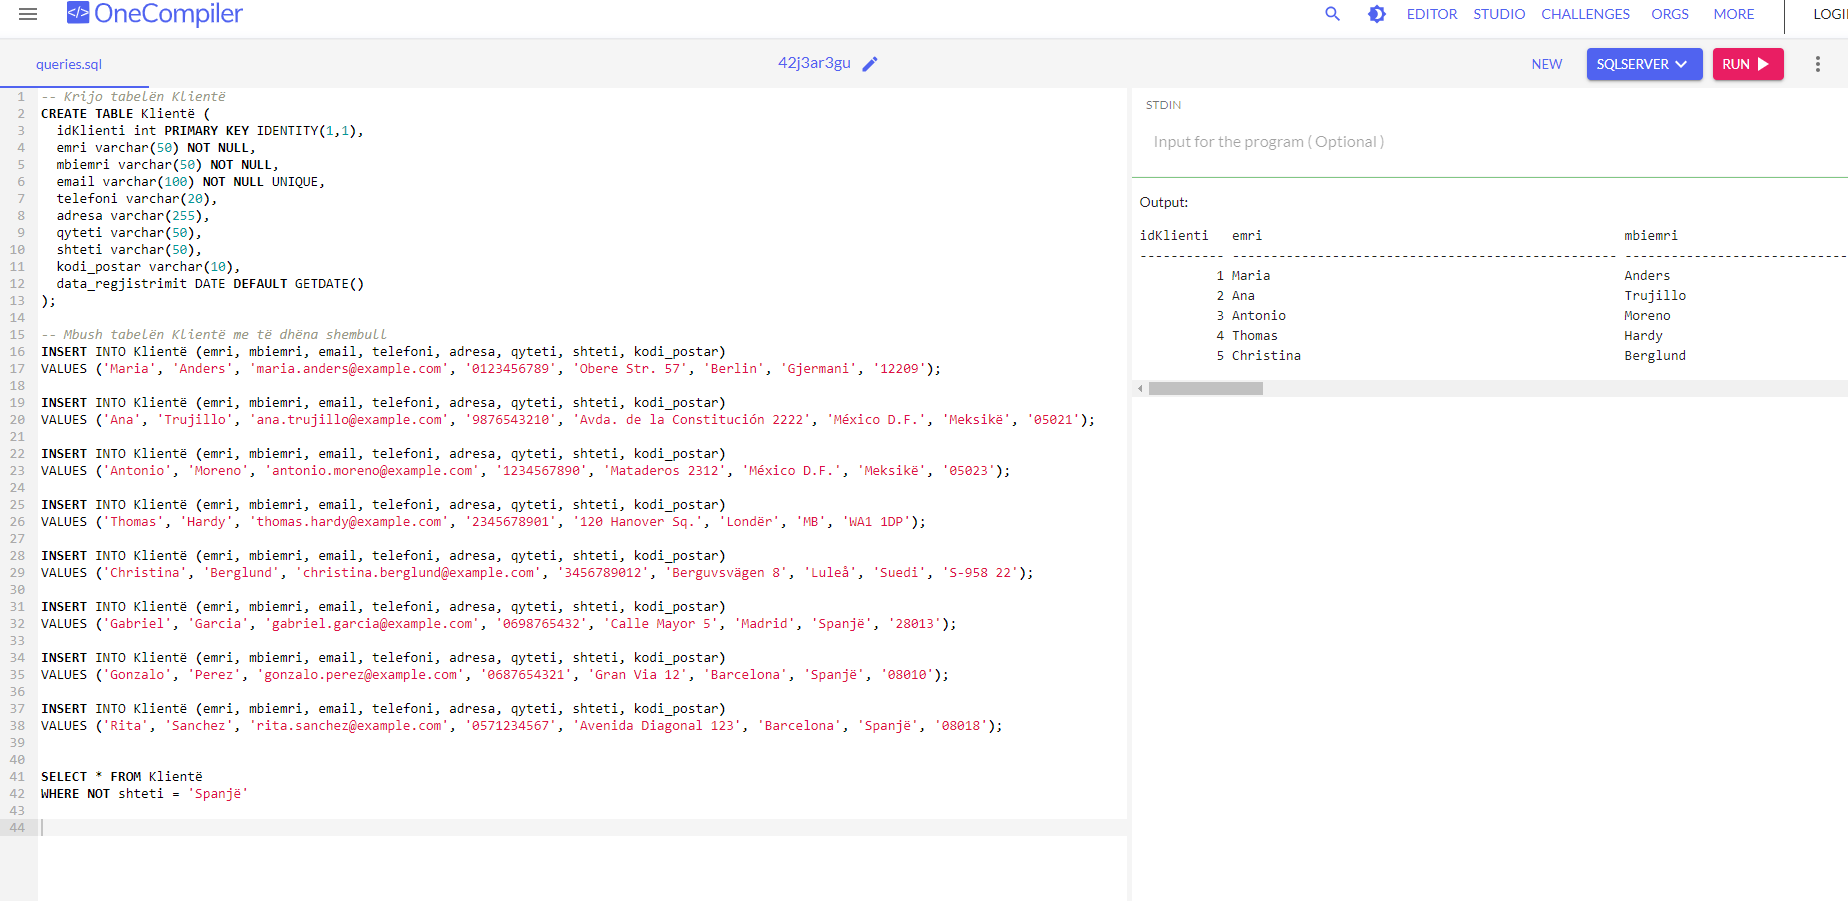 </> OneCompiler
EDITOR STUDIO CHALLENGES ORGS MORE LOGI
queries.sql
42j3ar3gu
NEW
SQLSERVER
RUN
1 -- Krijo tabelën Klientë
2 CREATE TABLE Klientë (
3 idKlienti int PRIMARY KEY IDENTITY(1,1),
4 emri varchar(50) NOT NULL,
5 mbiemri varchar(50) NOT NULL,
6 email varchar(100) NOT NULL UNIQUE,
7 telefoni varchar(20),
8 adresa varchar(255),
9 qyteti varchar(50),
10 shteti varchar(50),
11 kodi_postar varchar(10),
12 data_regjistrimit DATE DEFAULT GETDATE()
13 );
14
15 -- Mbush tabelën Klientë me të dhëna shembull
16 INSERT INTO Klientë (emri, mbiemri, email, telefoni, adresa, qyteti, shteti, kodi_postar)
17 VALUES ('Maria', 'Anders', 'maria.anders@example.com', '0123456789', 'Obere Str. 57', 'Berlin', 'Gjermani', '12209');
18
19 INSERT INTO Klientë (emri, mbiemri, email, telefoni, adresa, qyteti, shteti, kodi_postar)
20 VALUES ('Ana', 'Trujillo', 'ana.trujillo@example.com', '9876543210', 'Avda. de la Constitución 2222', 'México D.F.', 'Meksikë', '05021');
21
22 INSERT INTO Klientë (emri, mbiemri, email, telefoni, adresa, qyteti, shteti, kodi_postar)
23 VALUES ('Antonio', 'Moreno', 'antonio.moreno@example.com', '1234567890', 'Mataderos 2312', 'México D.F.', 'Meksikë', '05023');
24
25 INSERT INTO Klientë (emri, mbiemri, email, telefoni, adresa, qyteti, shteti, kodi_postar)
26 VALUES ('Thomas', 'Hardy', 'thomas.hardy@example.com', '2345678901', '120 Hanover Sq.', 'Londër', 'MB', 'WA1 1DP');
27
28 INSERT INTO Klientë (emri, mbiemri, email, telefoni, adresa, qyteti, shteti, kodi_postar)
29 VALUES ('Christina', 'Berglund', 'christina.berglund@example.com', '3456789012', 'Berguvsvägen 8', 'Luleå', 'Suedi', 'S-958 22');
30
31 INSERT INTO Klientë (emri, mbiemri, email, telefoni, adresa, qyteti, shteti, kodi_postar)
32 VALUES ('Gabriel', 'Garcia', 'gabriel.garcia@example.com', '0698765432', 'Calle Mayor 5', 'Madrid', 'Spanjë', '28013');
33
34 INSERT INTO Klientë (emri, mbiemri, email, telefoni, adresa, qyteti, shteti, kodi_postar)
35 VALUES ('Gonzalo', 'Perez', 'gonzalo.perez@example.com', '0687654321', 'Gran Via 12', 'Barcelona', 'Spanjë', '08010');
36
37 INSERT INTO Klientë (emri, mbiemri, email, telefoni, adresa, qyteti, shteti, kodi_postar)
38 VALUES ('Rita', 'Sanchez', 'rita.sanchez@example.com', '0571234567', 'Avenida Diagonal 123', 'Barcelona', 'Spanjë', '08018');
39
40
41 SELECT * FROM Klientë
42 WHERE NOT shteti = 'Spanjë'
43
44
STDIN
Input for the program ( Optional )
Output:
idKlienti emri mbiemri
----------- -------------------------------------------------- -----------------------------
1 Maria Anders
2 Ana Trujillo
3 Antonio Moreno
4 Thomas Hardy
5 Christina Berglund